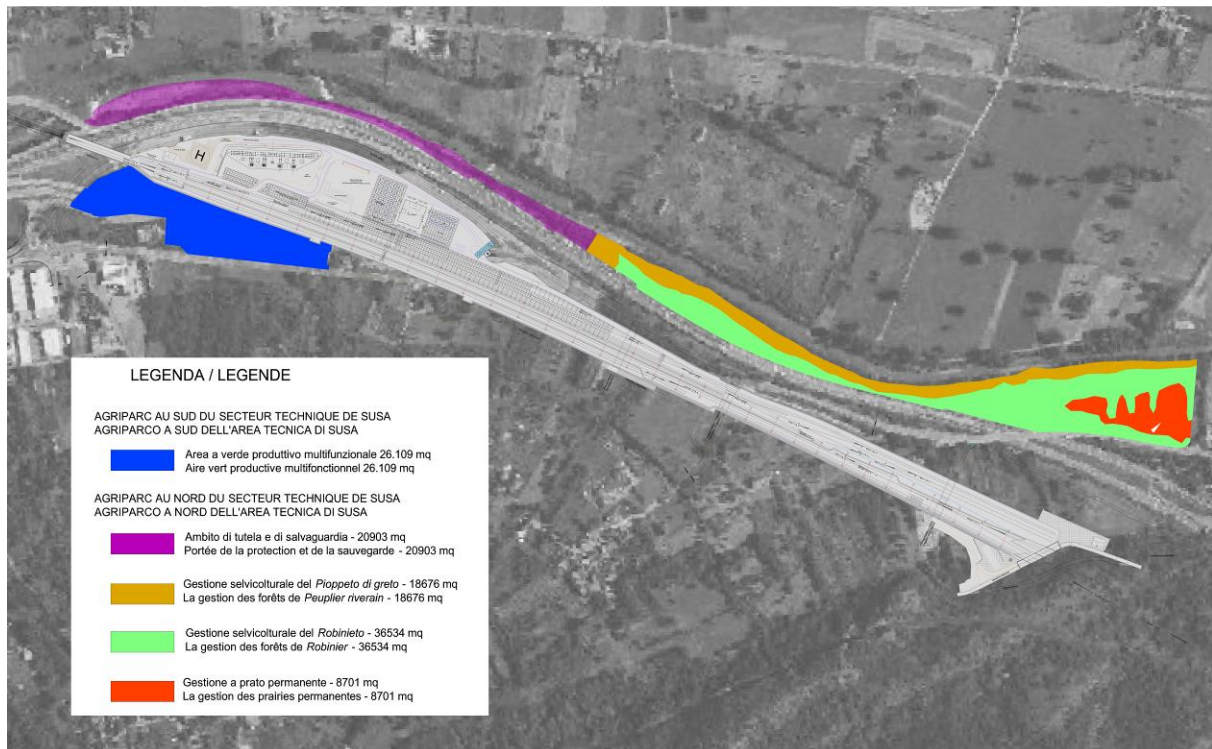 H
LEGENDA / LEGENDE
AGRIPARC AU SUD DU SECTEUR TECHNIQUE DE SUSA
AGRIPARCO A SUD DELL'AREA TECNICA DI SUSA
Area a verde produttivo multifunzionale 26.109 mq
Aire vert productive multifonctionnel 26.109 mq
AGRIPARC AU NORD DU SECTEUR TECHNIQUE DE SUSA
AGRIPARCO A NORD DELL'AREA TECNICA DI SUSA
Ambito di tutela e di salvaguardia - 20903 mq
Portée de la protection et de la sauvegarde - 20903 mq
Gestione selvicolturale del Pioppeto di greto - 18676 mq
La gestion des forêts de Peuplier riverain - 18676 mq
Gestione selvicolturale del Robinieto - 36534 mq
La gestion des forêts de Robinier - 36534 mq
Gestione a prato permanente - 8701 mq
La gestion des prairies permanentes - 8701 mq